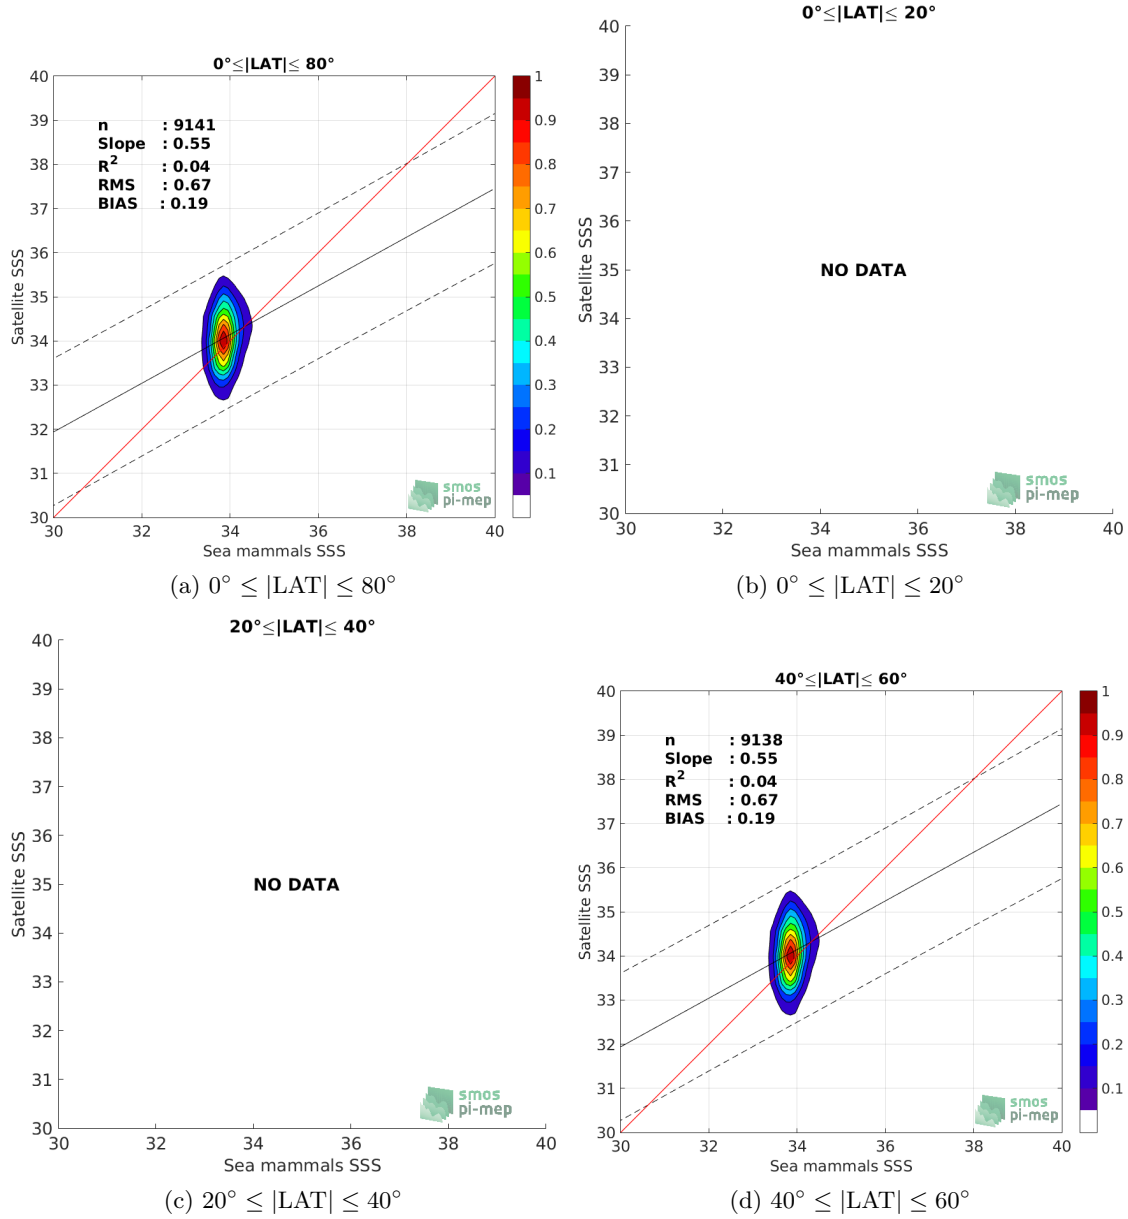 0°≤|LAT|≤ 80°
40
39
38
37
36
35
34
33
32
31
30
30
32
34
36
38
40
Satellite SSS
Sea mammals SSS
n : 9141
Slope : 0.55
R² : 0.04
RMS : 0.67
BIAS : 0.19
1
0.9
0.8
0.7
0.6
0.5
0.4
0.3
0.2
0.1
smos
pi-mep
(a) 0° ≤ |LAT| ≤ 80°
0°≤|LAT|≤ 20°
40
39
38
37
36
35
34
33
32
31
30
30
32
34
36
38
40
Satellite SSS
Sea mammals SSS
NO DATA
smos
pi-mep
(b) 0° ≤ |LAT| ≤ 20°
20°≤|LAT|≤ 40°
40
39
38
37
36
35
34
33
32
31
30
30
32
34
36
38
40
Satellite SSS
Sea mammals SSS
NO DATA
smos
pi-mep
(c) 20° ≤ |LAT| ≤ 40°
40°≤|LAT|≤ 60°
40
39
38
37
36
35
34
33
32
31
30
30
32
34
36
38
40
Satellite SSS
Sea mammals SSS
n : 9138
Slope : 0.55
R² : 0.04
RMS : 0.67
BIAS : 0.19
1
0.9
0.8
0.7
0.6
0.5
0.4
0.3
0.2
0.1
smos
pi-mep
(d) 40° ≤ |LAT| ≤ 60°